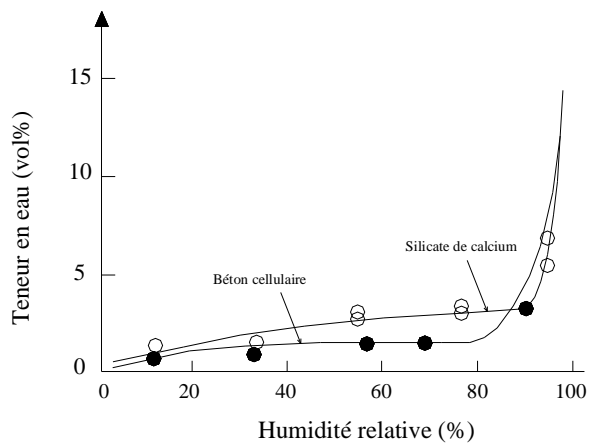 Teneur en eau (vol%)
15
10
5
0
Silicate de calcium
Béton cellulaire
0 20 40 60 80 100
Humidité relative (%)